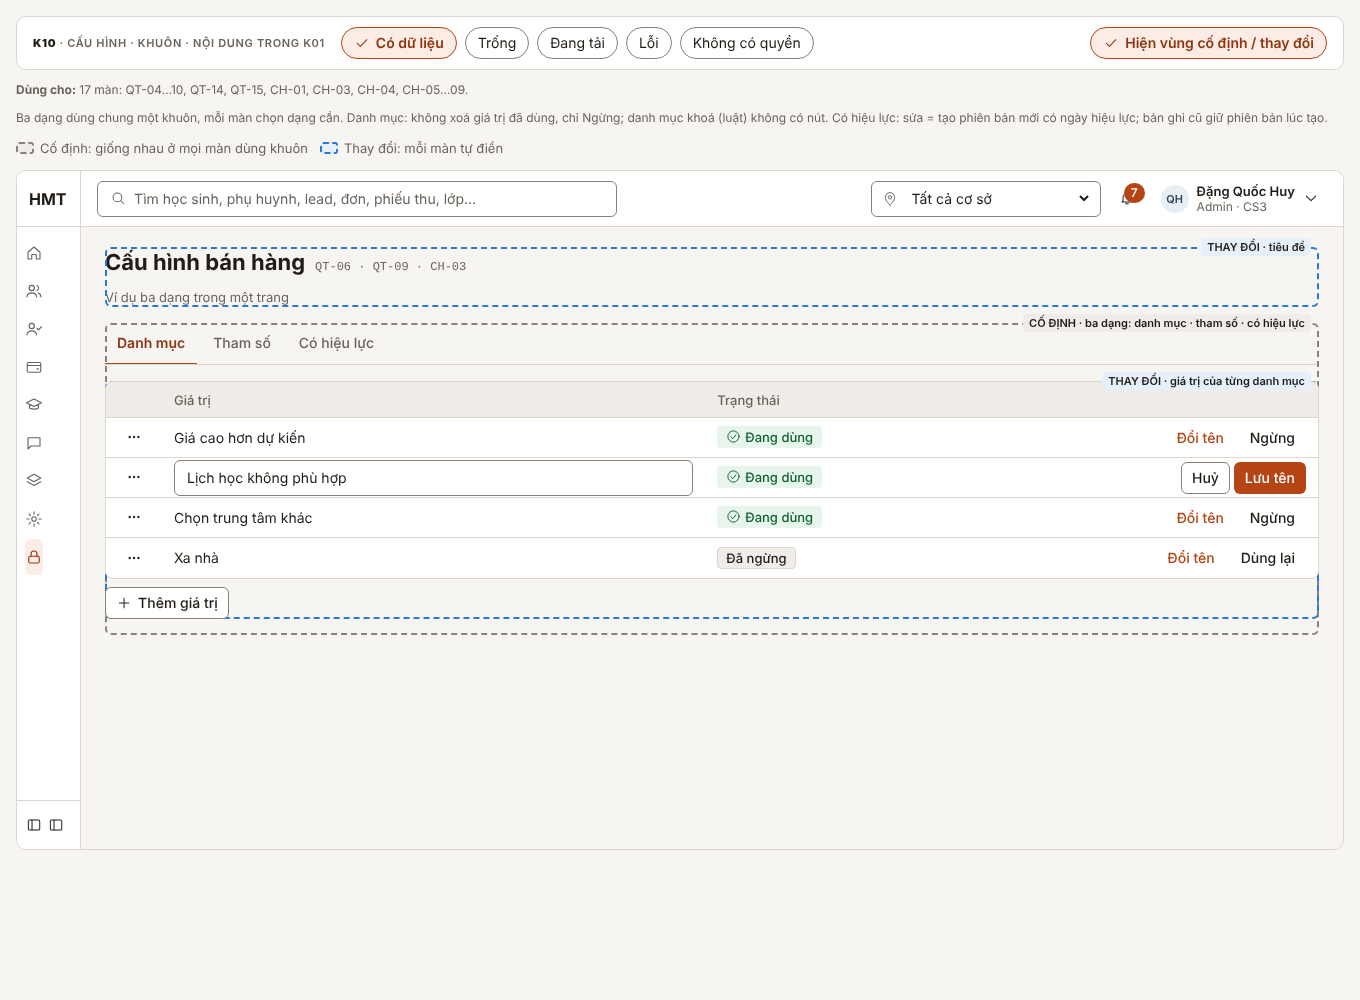 K10 · CẤU HÌNH · KHUÔN · NỘI DUNG TRONG K01
Có dữ liệu
Trống
Đang tải
Lỗi
Không có quyền
Hiện vùng cố định / thay đổi
Dùng cho: 17 màn: QT-04…10, QT-14, QT-15, CH-01, CH-03, CH-04, CH-05…09.
Ba dạng dùng chung một khuôn, mỗi màn chọn dạng cần. Danh mục: không xoá giá trị đã dùng, chỉ Ngừng; danh mục khoá (luật) không có nút. Có hiệu lực: sửa = tạo phiên bản mới có ngày hiệu lực; bản ghi cũ giữ phiên bản lúc tạo.
Cố định: giống nhau ở mọi màn dùng khuôn
Thay đổi: mỗi màn tự điền
HMT
Tìm học sinh, phụ huynh, lead, đơn, phiếu thu, lớp...
Tất cả cơ sở
7
QH
Đặng Quốc Huy
Admin · CS3
THAY ĐỔI · tiêu đề
Cấu hình bán hàng
QT-06 · QT-09 · CH-03
Ví dụ ba dạng trong một trang
CỐ ĐỊNH · ba dạng: danh mục · tham số · có hiệu lực
Danh mục
Tham số
Có hiệu lực
THAY ĐỔI · giá trị của từng danh mục
Giá trị
Trạng thái
Giá cao hơn dự kiến
Đang dùng
Đổi tên
Ngừng
Lịch học không phù hợp
Đang dùng
Huỷ
Lưu tên
Chọn trung tâm khác
Đang dùng
Đổi tên
Ngừng
Xa nhà
Đã ngừng
Đổi tên
Dùng lại
Thêm giá trị